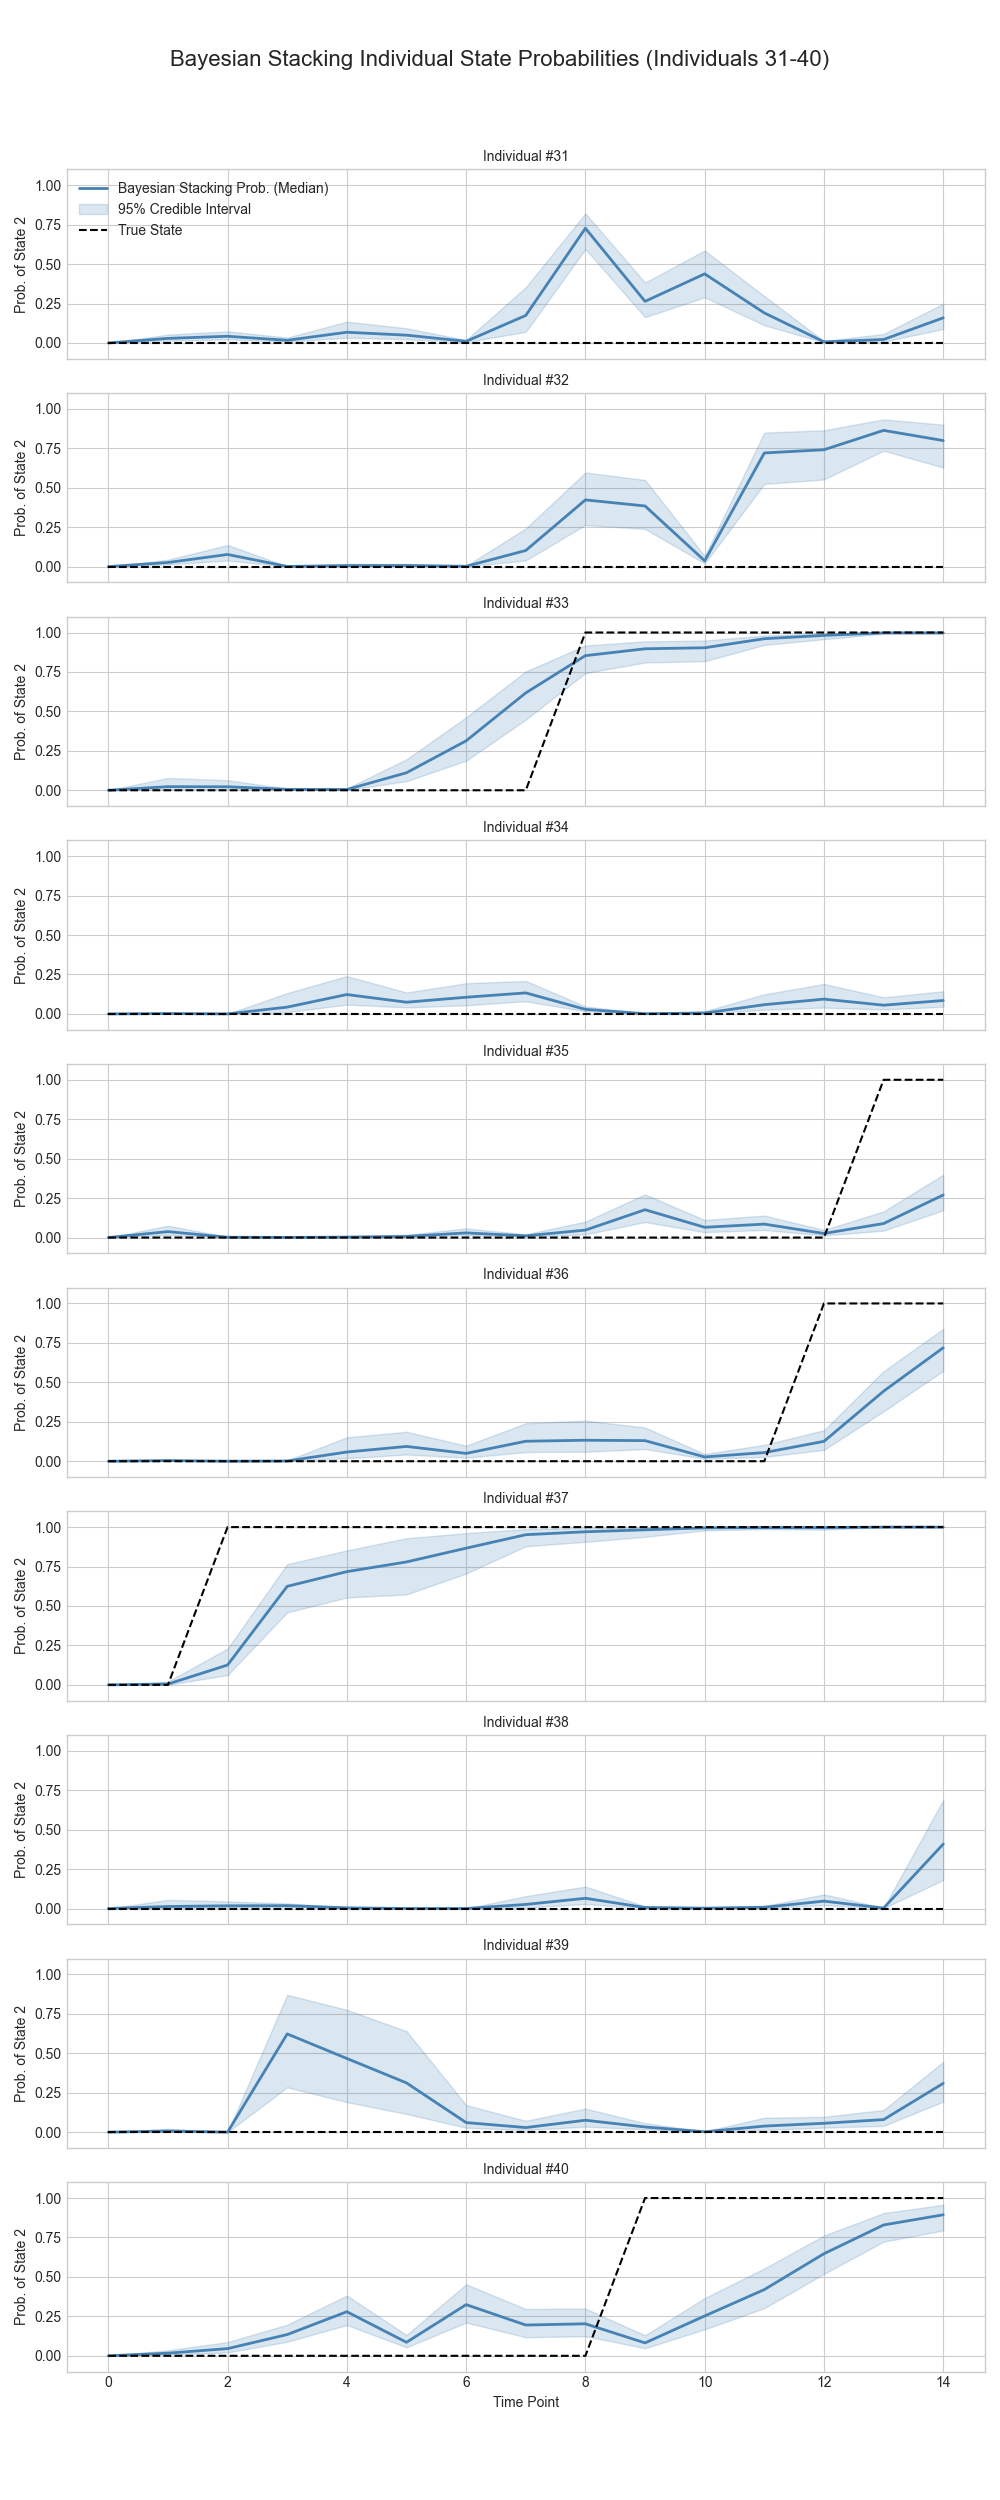 Bayesian Stacking Individual State Probabilities (Individuals 31-40)
Individual #31
Bayesian Stacking Prob. (Median)
95% Credible Interval
True State
Prob. of State 2
1.00
0.75
0.50
0.25
0.00
Individual #32
Prob. of State 2
1.00
0.75
0.50
0.25
0.00
Individual #33
Prob. of State 2
1.00
0.75
0.50
0.25
0.00
Individual #34
Prob. of State 2
1.00
0.75
0.50
0.25
0.00
Individual #35
Prob. of State 2
1.00
0.75
0.50
0.25
0.00
Individual #36
Prob. of State 2
1.00
0.75
0.50
0.25
0.00
Individual #37
Prob. of State 2
1.00
0.75
0.50
0.25
0.00
Individual #38
Prob. of State 2
1.00
0.75
0.50
0.25
0.00
Individual #39
Prob. of State 2
1.00
0.75
0.50
0.25
0.00
Individual #40
Prob. of State 2
1.00
0.75
0.50
0.25
0.00
0 2 4 6 8 10 12 14
Time Point